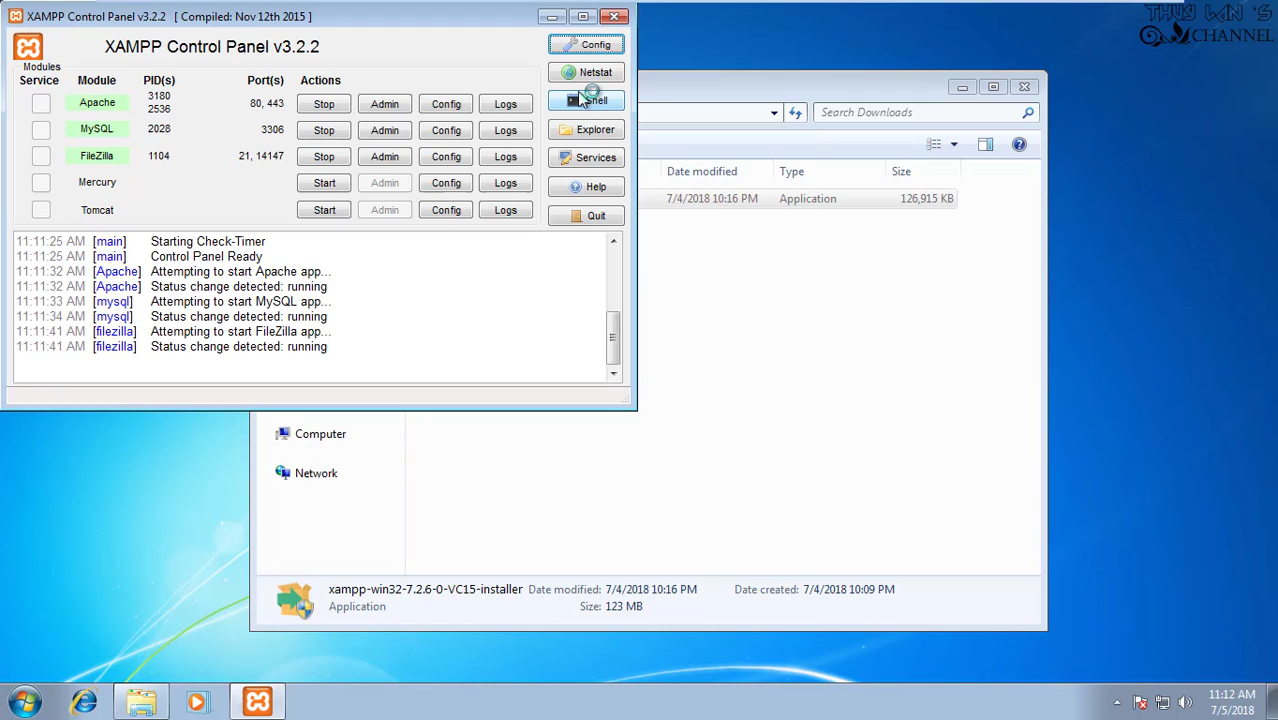 XAMPP Control Panel v3.2.2 [ Compiled: Nov 12th 2015 ]
THUY WIN 'S
CHANNEL
XAMPP Control Panel v3.2.2
Config
Modules
Service Module PID(s) Port(s) Actions
Netstat
Apache 3180 2536 80, 443 Stop Admin Config Logs
Shell
MySQL 2028 3306 Stop Admin Config Logs
Explorer
FileZilla 1104 21, 14147 Stop Admin Config Logs
Services
Mercury Start Admin Config Logs
Help
Tomcat Start Admin Config Logs
Quit
11:11:25 AM [main] Starting Check-Timer
11:11:25 AM [main] Control Panel Ready
11:11:32 AM [Apache] Attempting to start Apache app...
11:11:32 AM [Apache] Status change detected: running
11:11:33 AM [mysql] Attempting to start MySQL app...
11:11:34 AM [mysql] Status change detected: running
11:11:41 AM [filezilla] Attempting to start FileZilla app...
11:11:41 AM [filezilla] Status change detected: running
Search Downloads
Date modified Type Size
7/4/2018 10:16 PM Application 126,915 KB
Computer
Network
xampp-win32-7.2.6-0-VC15-installer Date modified: 7/4/2018 10:16 PM Date created: 7/4/2018 10:09 PM
Application Size: 123 MB
11:12 AM
7/5/2018